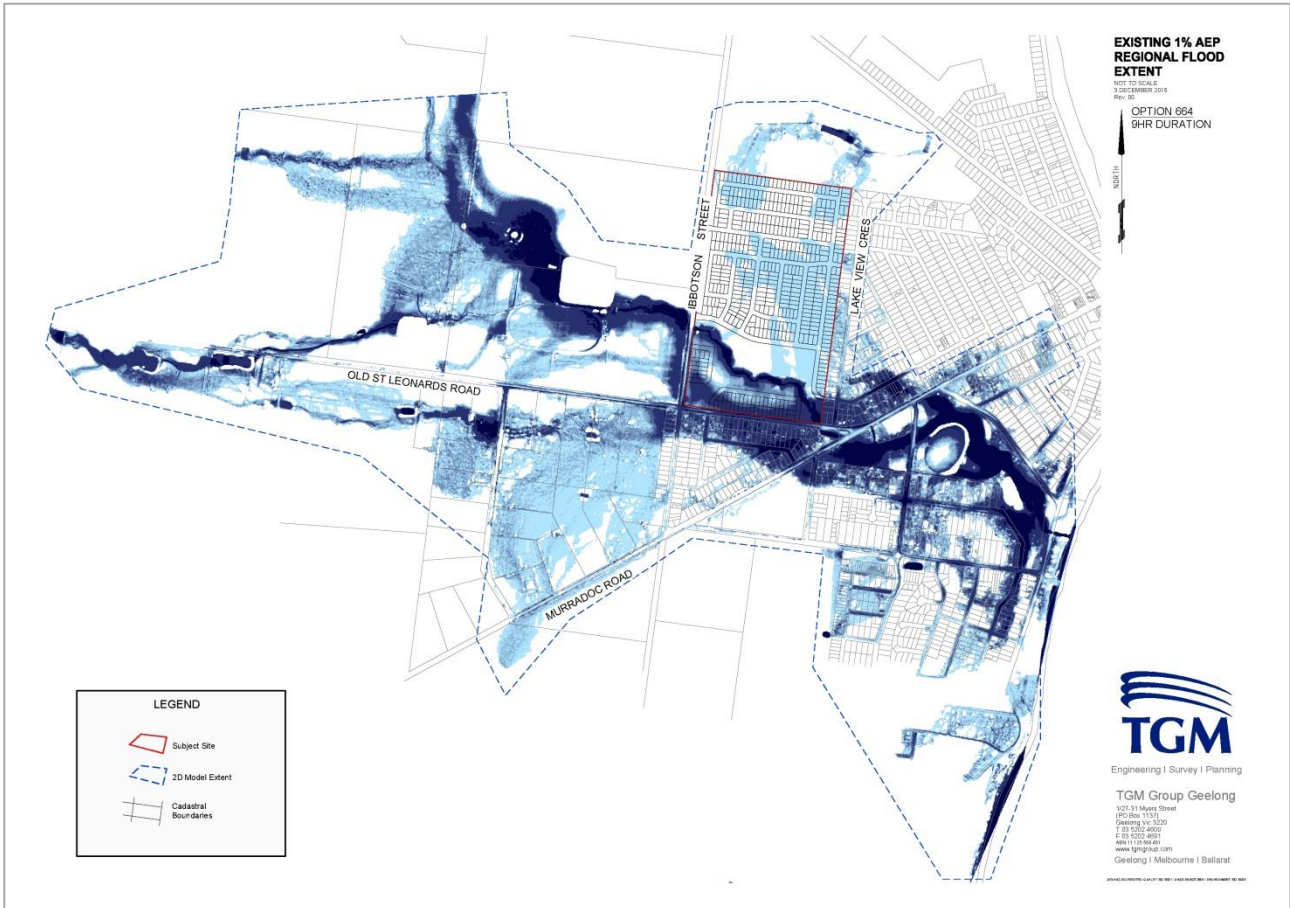 EXISTING 1% AEP
REGIONAL FLOOD
EXTENT
NOT TO SCALE
3 DECEMBER 2018
Rev. 00
OPTION 664
9HR DURATION
NORTH
IBBOTSON STREET
LAKE VIEW CRES
OLD ST LEONARDS ROAD
MURRADOC ROAD
LEGEND
Subject Site
2D Model Extent
Cadastral
Boundaries
TGM
Engineering I Survey I Planning
TGM Group Geelong
1/27-31 Myers Street
(PO Box 1137)
Geelong Vic 3220
T 03 5202 4600
F 03 5202 4691
www.tgmgroup.com
Geelong I Melbourne I Ballarat